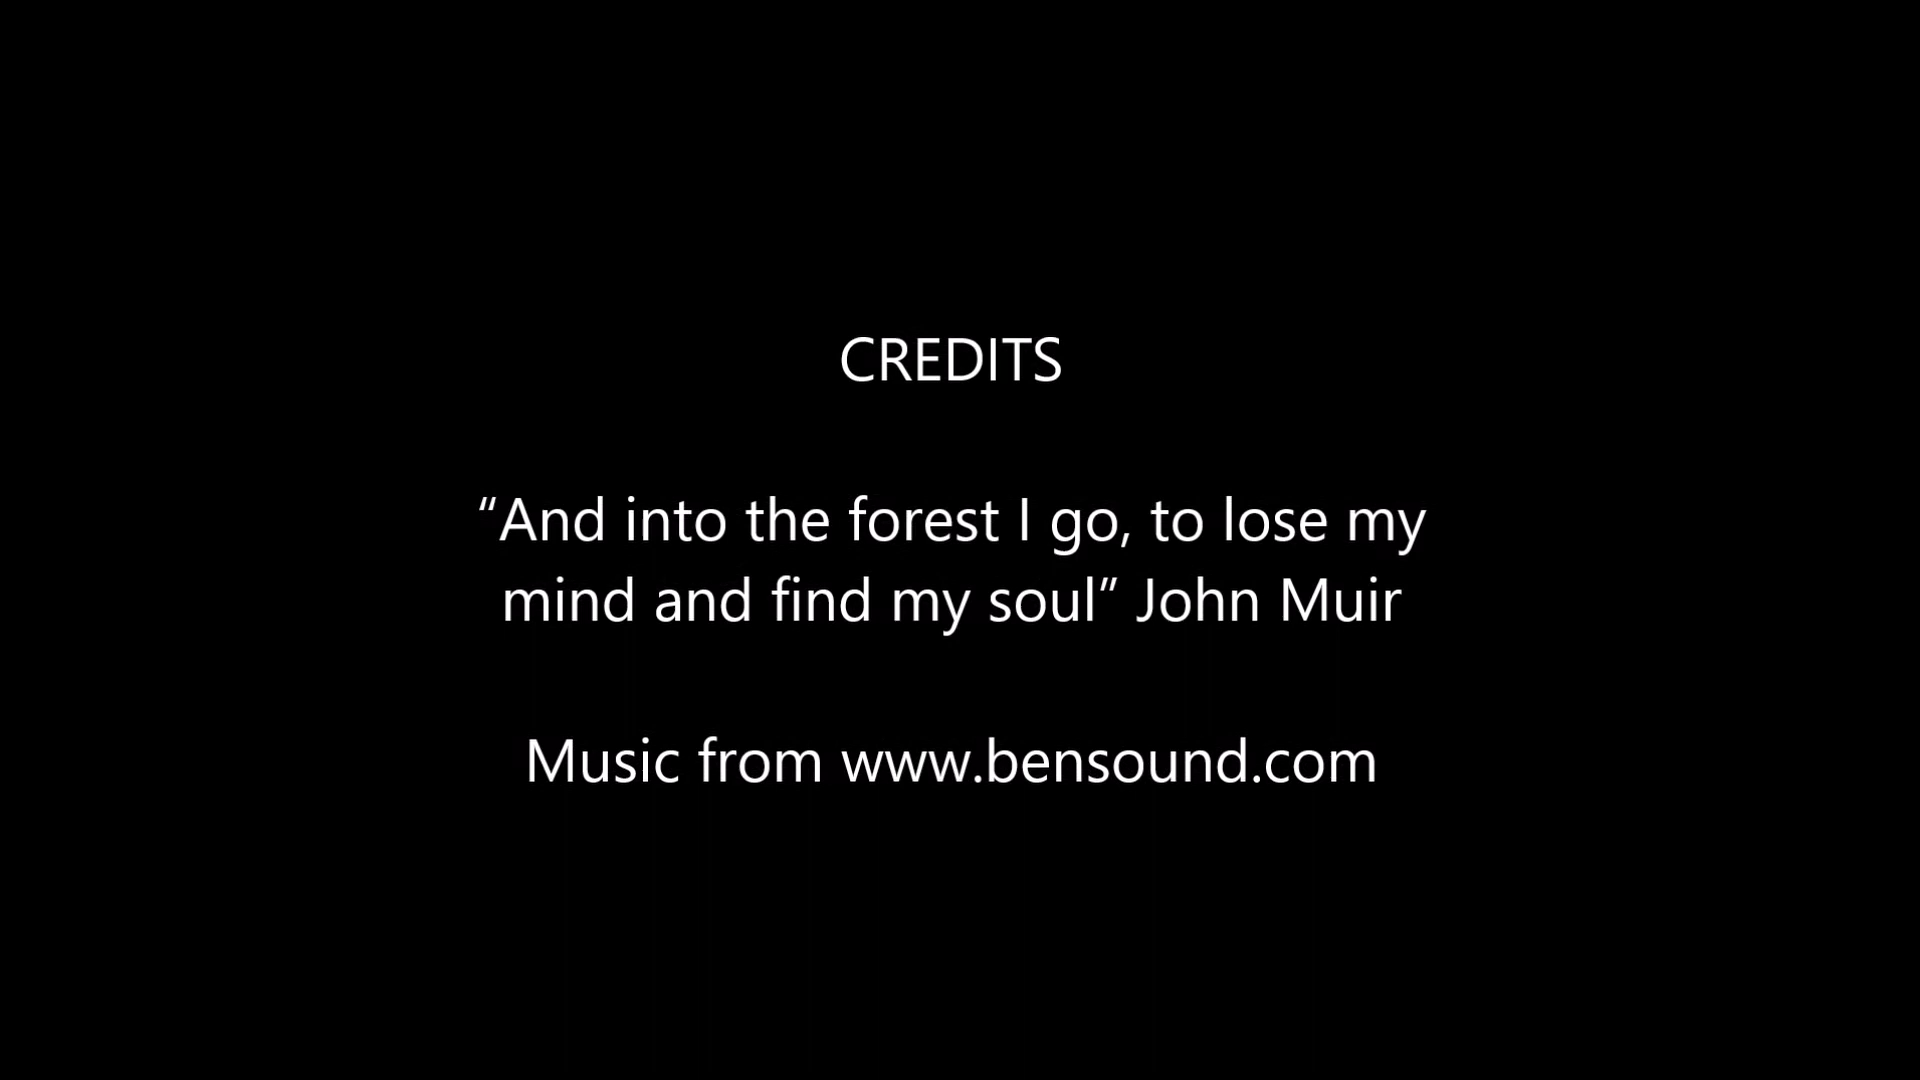 CREDITS
“And into the forest I go, to lose my
mind and find my soul” John Muir
Music from www.bensound.com